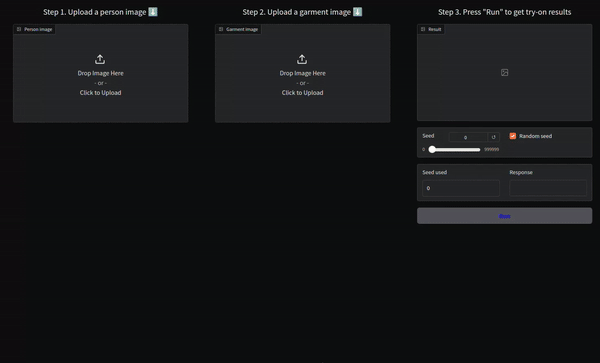 Step 1. Upload a person image ⬇️
Person image
Drop Image Here
- or -
Click to Upload
Step 2. Upload a garment image ⬇️
Garment image
Drop Image Here
- or -
Click to Upload
Step 3. Press "Run" to get try-on results
Result
Seed
0
↺
Random seed
0
999999
Seed used
Response
0
Run